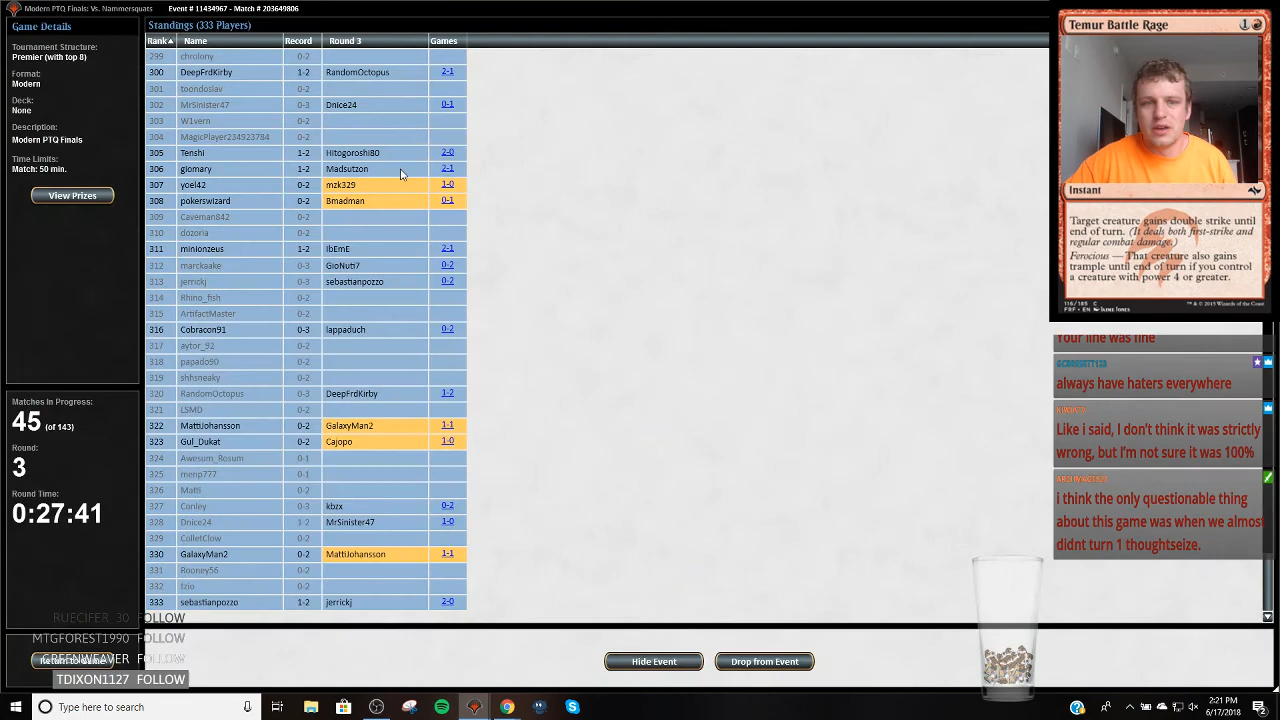 Modern PTQ Finals: Vs. Nammersquats Event # 11434967 - Match # 203649806
Game Details
Tournament Structure:
Premier (with top 8)
Format:
Modern
Deck:
None
Description:
Modern PTQ Finals
Time Limits:
Match: 50 min.
View Prizes
Matches In Progress:
45 (of 143)
Round:
3
Round Time:
0:27:41
Standings (333 Players)
Rank Name Record Round 3 Games
299 chrolony 0-2
300 DeepFrdKirby 1-2 RandomOctopus 2-1
301 toondoslav 0-2
302 MrSinister47 0-3 Dnice24 0-1
303 W1vern 0-2
304 MagicPlayer234923784 0-2
305 Tenshi 1-2 Hitogoroshi80 2-0
306 giomary 1-2 Madsutzon 2-1
307 yoel42 0-2 mzk329 1-0
308 pokerswizard 0-2 Bmadman 0-1
309 Caveman842 0-2
310 dozoria 0-2
311 minionzeus 1-2 IbEmE 2-1
312 marckaake 0-3 GioNuti7 0-2
313 jerrickj 0-3 sebastianpozzo 0-2
314 Rhino_fish 0-2
315 ArtifactMaster 0-2
316 Cobracon91 0-3 lappaduch 0-2
317 aytor_92 0-2
318 papado90 0-2
319 shhsneaky 0-2
320 RandomOctopus 0-3 DeepFrdKirby 1-2
321 LSMD 0-2
322 MattiJohansson 0-2 GalaxyMan2 1-1
323 Gul_Dukat 0-2 Cajopo 1-0
324 Awesum_Rosum 0-1
325 menp777 0-1
326 Matti 0-2
327 Conley 0-3 kbzx 0-2
328 Dnice24 1-2 MrSinister47 1-0
329 ColletClow 0-2
330 GalaxyMan2 0-2 MattiJohansson 1-1
331 Rooney56 0-2
332 fzio 0-2
333 sebastianpozzo 1-2 jerrickj 2-0
Hide Event
Drop from Event
RUECIFER_30 FOLLOW
MTGFOREST1990 FOLLOW
GREENWEAVER FOLLOW
TDIXON1127 FOLLOW
Temur Battle Rage 1
Instant
Target creature gains double strike until
end of turn. (It deals both first-strike and
regular combat damage.)
Ferocious — That creature also gains
trample until end of turn if you control
a creature with power 4 or greater.
116/185 C
FRF • EN
™ & © 2015 Wizards of the Coast
Your line was fine
always have haters everywhere
Like i said, I don't think it was strictly
wrong, but I'm not sure it was 100%
i think the only questionable thing
about this game was when we almost
didnt turn 1 thoughtseize.
2:21 PM
6/17/2018